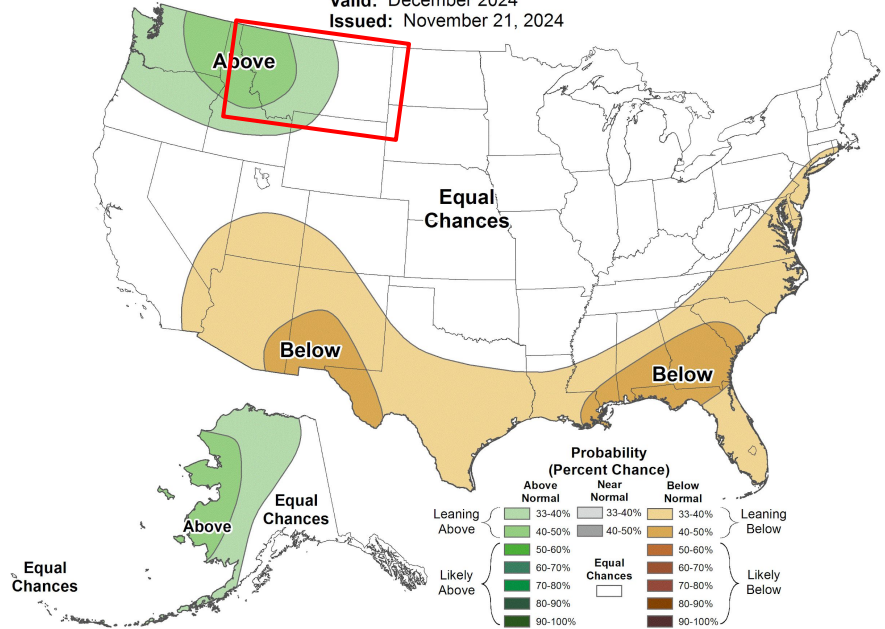 Valid: December 2024
Issued: November 21, 2024
Above
Equal
Chances
Below
Below
Above
Equal
Chances
Equal
Chances
Probability
(Percent Chance)
Above
Normal
Near
Normal
Below
Normal
Leaning
Above
33-40%
33-40%
33-40%
Leaning
Below
40-50%
40-50%
40-50%
Likely
Above
50-60%
Equal
Chances
50-60%
Likely
Below
60-70%
60-70%
70-80%
70-80%
80-90%
80-90%
90-100%
90-100%